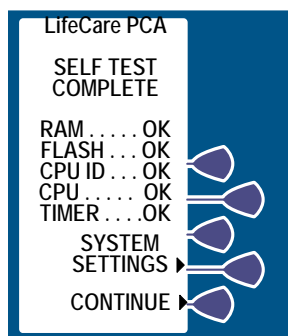 LifeCare PCA
SELF TEST
COMPLETE
RAM ..... OK
FLASH ... OK
CPU ID ... OK
CPU ..... OK
TIMER ....OK
SYSTEM
SETTINGS
CONTINUE